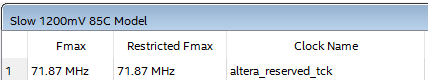 Slow 1200mV 85C Model
Fmax Restricted Fmax Clock Name
1 71.87 MHz 71.87 MHz altera_reserved_tck